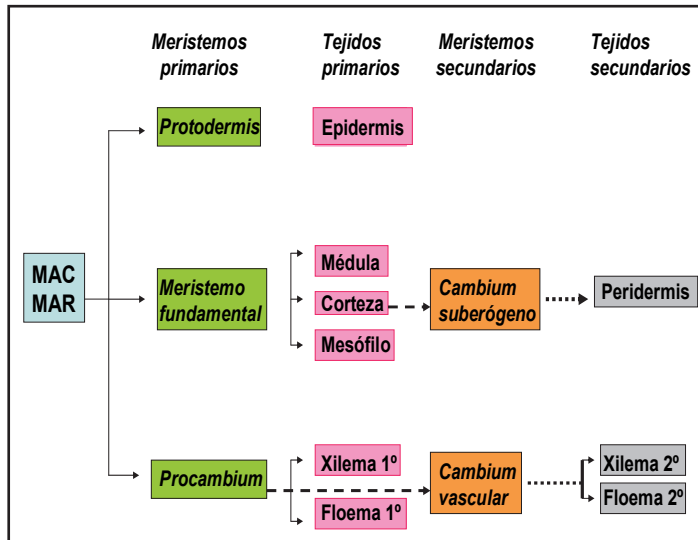 Meristemos
primarios
Tejidos
primarios
Meristemos
secundarios
Tejidos
secundarios
Protodermis
Epidermis
MAC
MAR
Meristemo
fundamental
Médula
Corteza
Mesófilo
Cambium
suberógeno
Peridermis
Procambium
Xilema 1º
Floema 1º
Cambium
vascular
Xilema 2º
Floema 2º